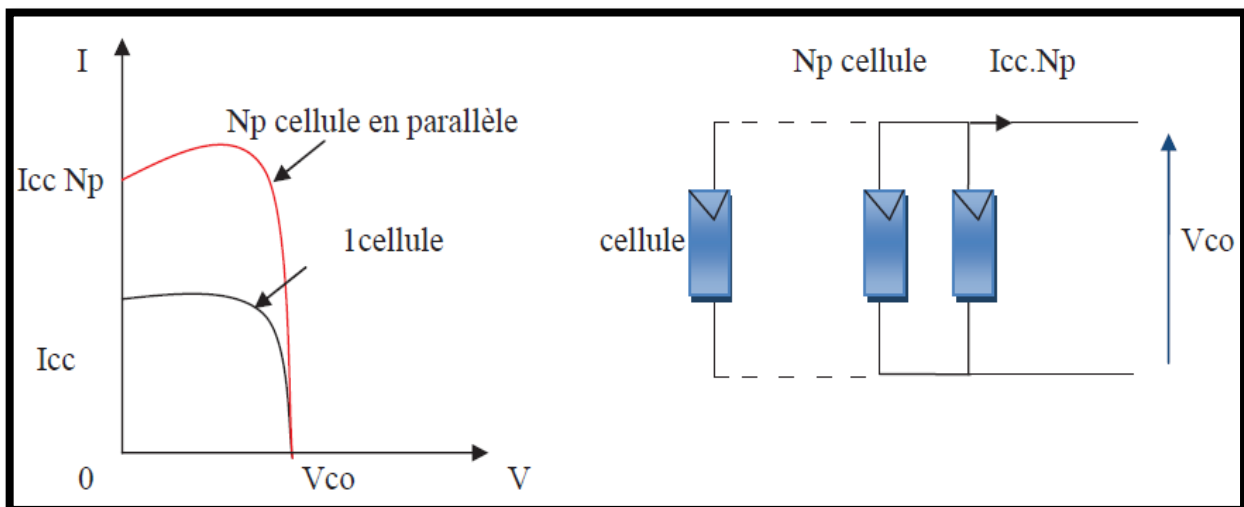 I
Np cellule en parallèle
Icc Np
1cellule
Icc
0
Vco
V
Np cellule
Icc.Np
cellule
Vco